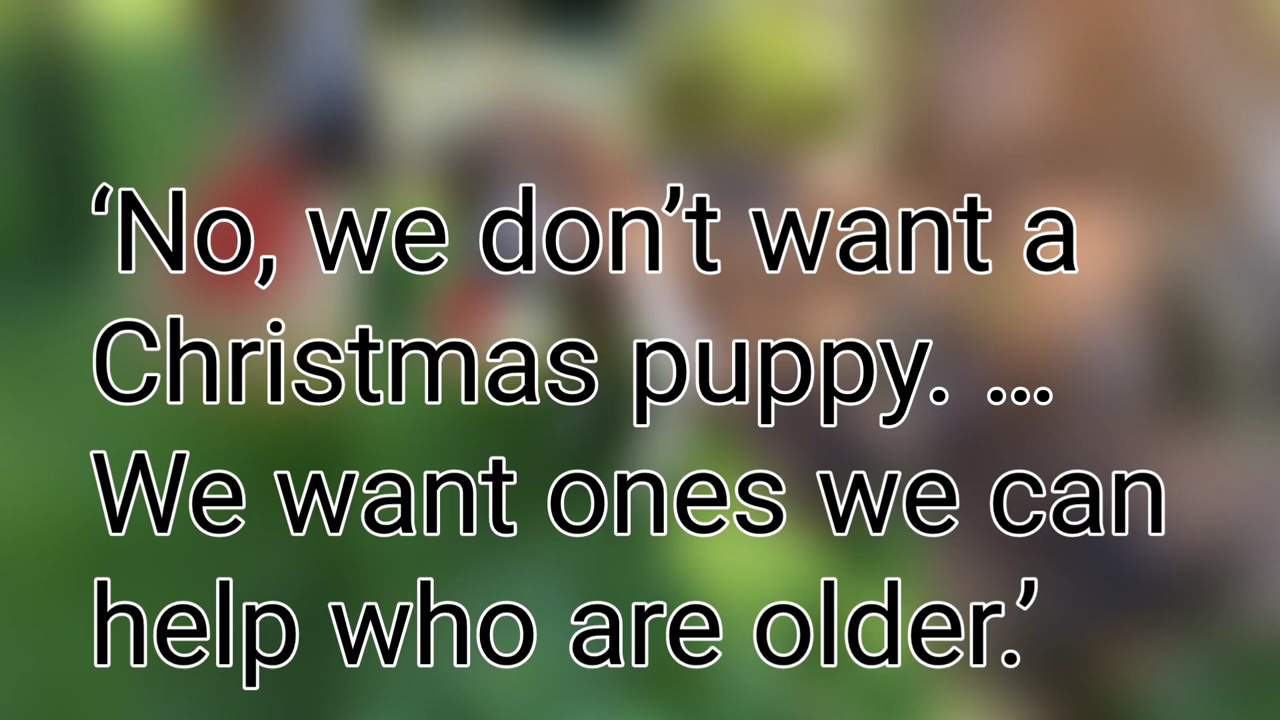 ‘No, we don’t want a
Christmas puppy. …
We want ones we can
help who are older.’